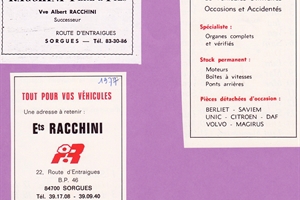 RACCHINI
Vve Albert RACCHINI
Successeur
ROUTE D'ENTRAIGUES
SORGUES — Tél. 83-30-86
1977
TOUT POUR VOS VÉHICULES
Une adresse à retenir :
Ets RACCHINI
22, Route d'Entraigues
B.P. 46
84700 SORGUES
Tél. 39.17.08 - 39.09.40
Occasions et Accidentés
Spécialiste :
Organes complets
et vérifiés
Stock permanent :
Moteurs
Boîtes à vitesses
Ponts arrières
Pièces détachées d'occasion :
BERLIET - SAVIEM
UNIC - CITROEN - DAF
VOLVO - MAGIRUS